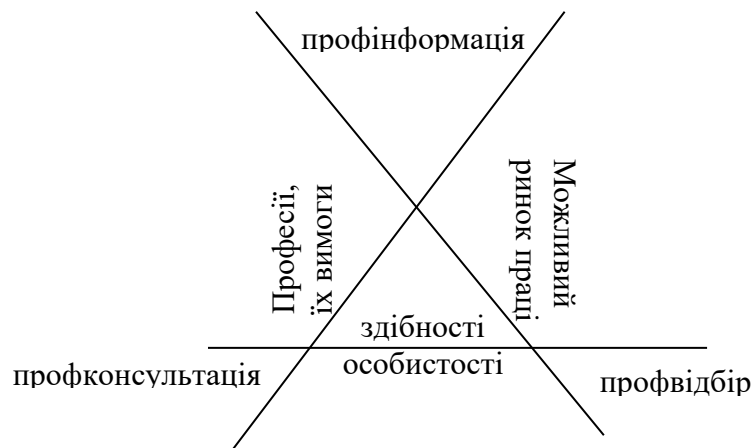 профінформація
Професії,
їх вимоги
Можливий
ринок праці
здібності
особистості
профконсультація
профвідбір